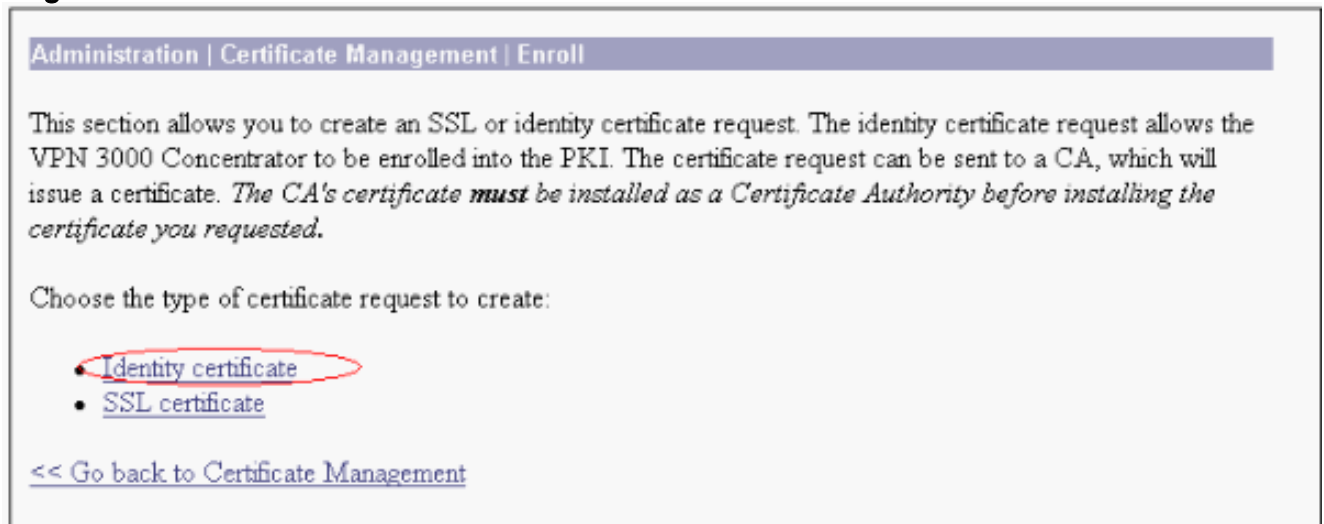 Administration | Certificate Management | Enroll
This section allows you to create an SSL or identity certificate request. The identity certificate request allows the
VPN 3000 Concentrator to be enrolled into the PKI. The certificate request can be sent to a CA, which will
issue a certificate. The CA's certificate must be installed as a Certificate Authority before installing the
certificate you requested.
Choose the type of certificate request to create:
• Identity certificate
• SSL certificate
<< Go back to Certificate Management